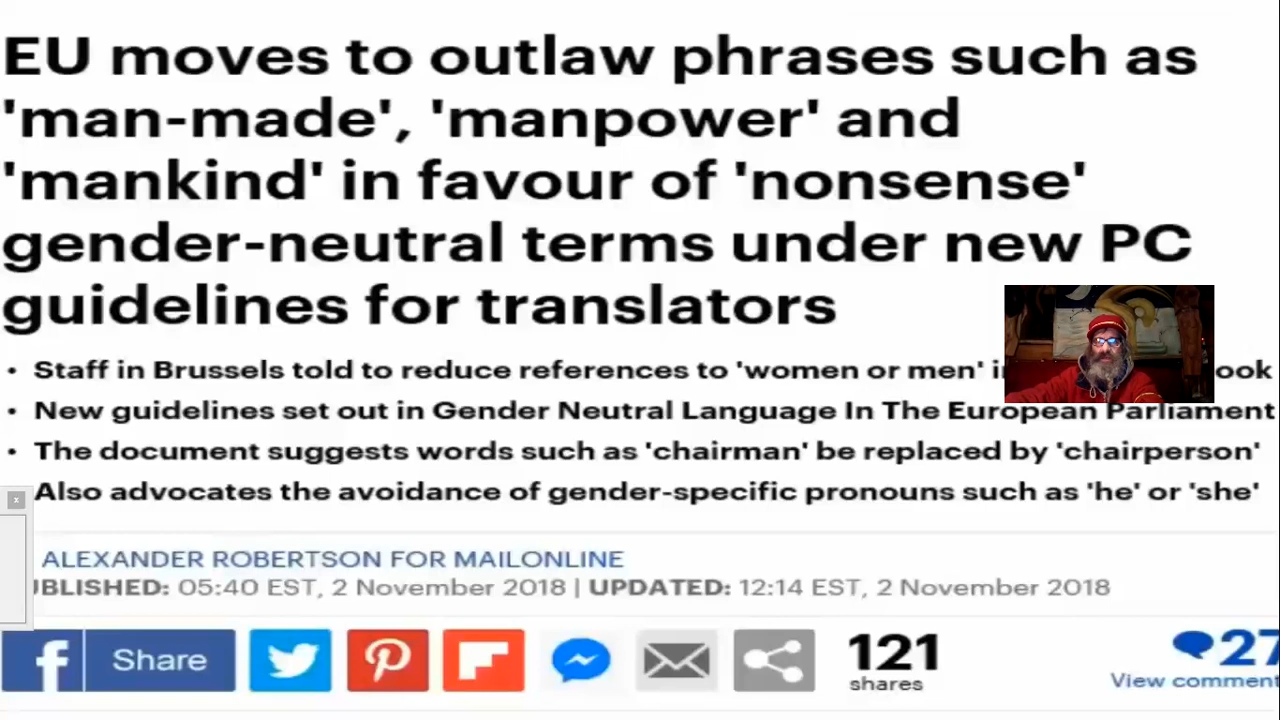 EU moves to outlaw phrases such as
'man-made', 'manpower' and
'mankind' in favour of 'nonsense'
gender-neutral terms under new PC
guidelines for translators
• Staff in Brussels told to reduce references to 'women or men' ook
• New guidelines set out in Gender Neutral Language In The European Parliament
• The document suggests words such as 'chairman' be replaced by 'chairperson'
Also advocates the avoidance of gender-specific pronouns such as 'he' or 'she'
ALEXANDER ROBERTSON FOR MAILONLINE
UBLISHED: 05:40 EST, 2 November 2018 | UPDATED: 12:14 EST, 2 November 2018
Share
121
shares
27
View comment